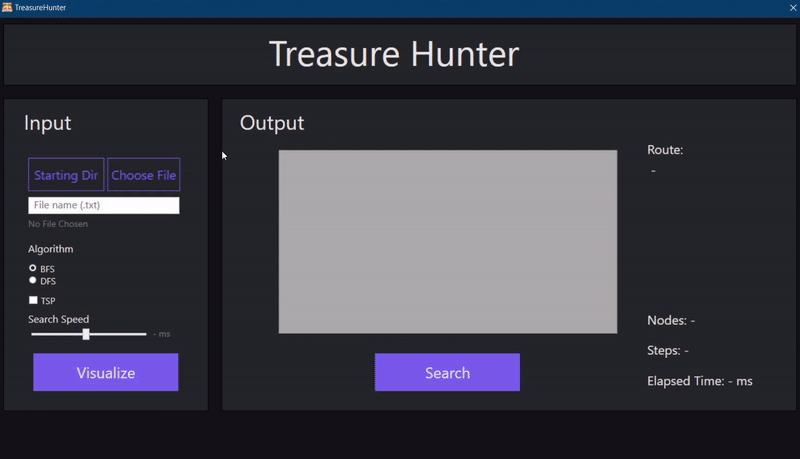 TreasureHunter
Treasure Hunter
Input
Starting Dir
Choose File
File name (.txt)
No File Chosen
Algorithm
BFS
DFS
TSP
Search Speed
- ms
Visualize
Output
Search
Route:
-
Nodes: -
Steps: -
Elapsed Time: - ms